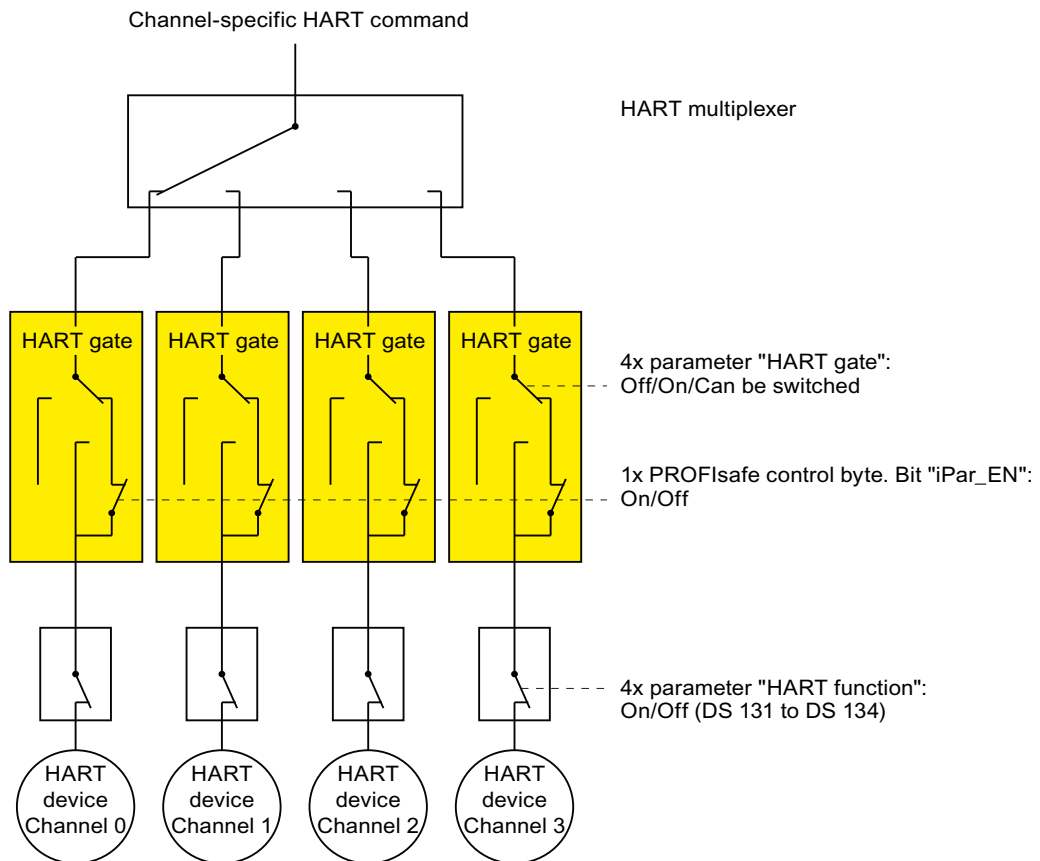 Channel-specific HART command
HART multiplexer
HART gate
HART gate
HART gate
HART gate
4x parameter "HART gate":
Off/On/Can be switched
1x PROFIsafe control byte. Bit "iPar_EN":
On/Off
4x parameter "HART function":
On/Off (DS 131 to DS 134)
HART
device
Channel 0
HART
device
Channel 1
HART
device
Channel 2
HART
device
Channel 3